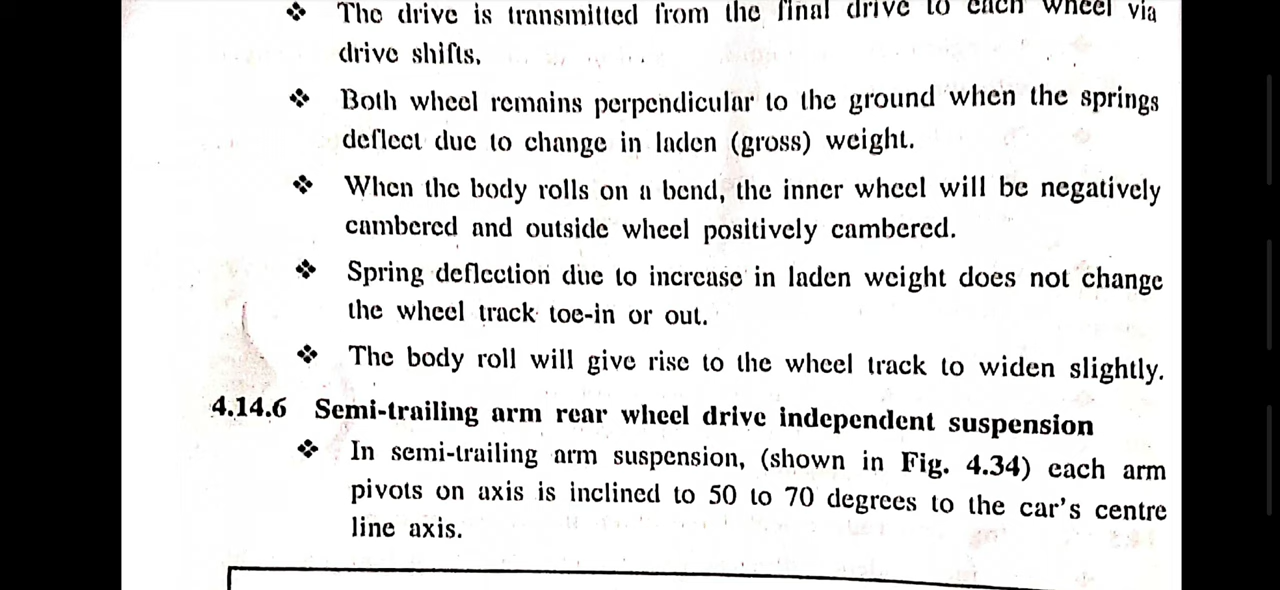 ❖ The drive is transmitted from the final drive to each wheel via
drive shifts.
❖ Both wheel remains perpendicular to the ground when the springs
deflect due to change in laden (gross) weight.
❖ When the body rolls on a bend, the inner wheel will be negatively
cambered and outside wheel positively cambered.
❖ Spring deflection due to increase in laden weight does not change
the wheel track toe-in or out.
❖ The body roll will give rise to the wheel track to widen slightly.
4.14.6 Semi-trailing arm rear wheel drive independent suspension
❖ In semi-trailing arm suspension, (shown in Fig. 4.34) each arm
pivots on axis is inclined to 50 to 70 degrees to the car's centre
line axis.